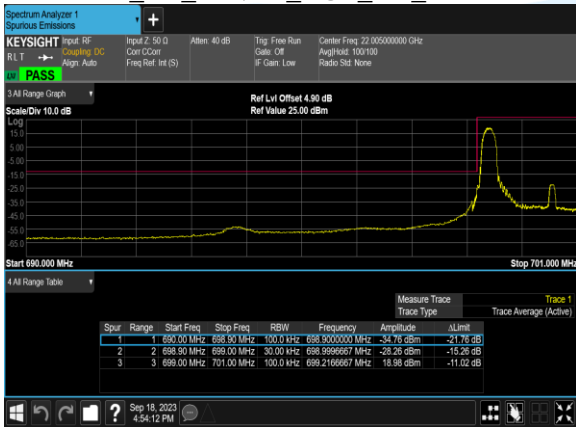 Spectrum Analyzer 1
Spurious Emissions
+
KEYSIGHT Input: RF Input Z: 50 Ω Atten: 40 dB Trig: Free Run Center Freq: 22.005000000 GHz
RLT Coupling: DC Corr CCorr Gate: Off Avg|Hold: 100/100
Align: Auto Freq Ref: Int (S) IF Gain: Low Radio Std: None
PASS
3 All Range Graph
Ref Lvl Offset 4.90 dB
Scale/Div 10.0 dB Ref Value 25.00 dBm
Log
15.0
5.00
-5.00
-15.0
-25.0
-35.0
-45.0
-55.0
-65.0
Start 690.000 MHz Stop 701.000 MHz
4 All Range Table
Measure Trace Trace 1
Trace Type Trace Average (Active)
Spur Range Start Freq Stop Freq RBW Frequency Amplitude ΔLimit
1 1 690.00 MHz 698.90 MHz 100.0 kHz 698.9000000 MHz -34.76 dBm -21.76 dB
2 2 698.90 MHz 699.00 MHz 30.00 kHz 698.9996667 MHz -28.26 dBm -15.26 dB
3 3 699.00 MHz 701.00 MHz 100.0 kHz 699.2166667 MHz 18.98 dBm -11.02 dB
? Sep 18, 2023
4:54:12 PM